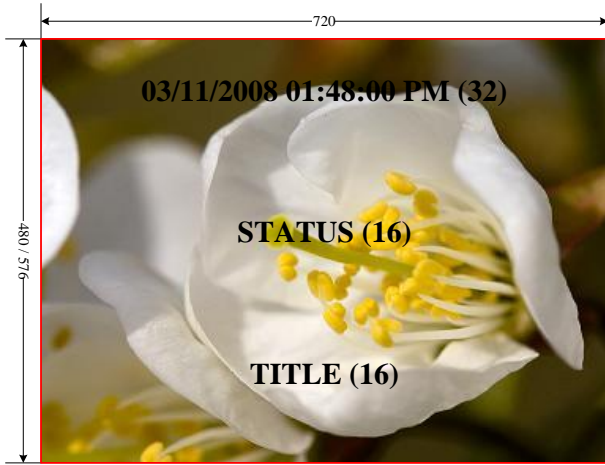 720
03/11/2008 01:48:00 PM (32)
480 / 576
STATUS (16)
TITLE (16)